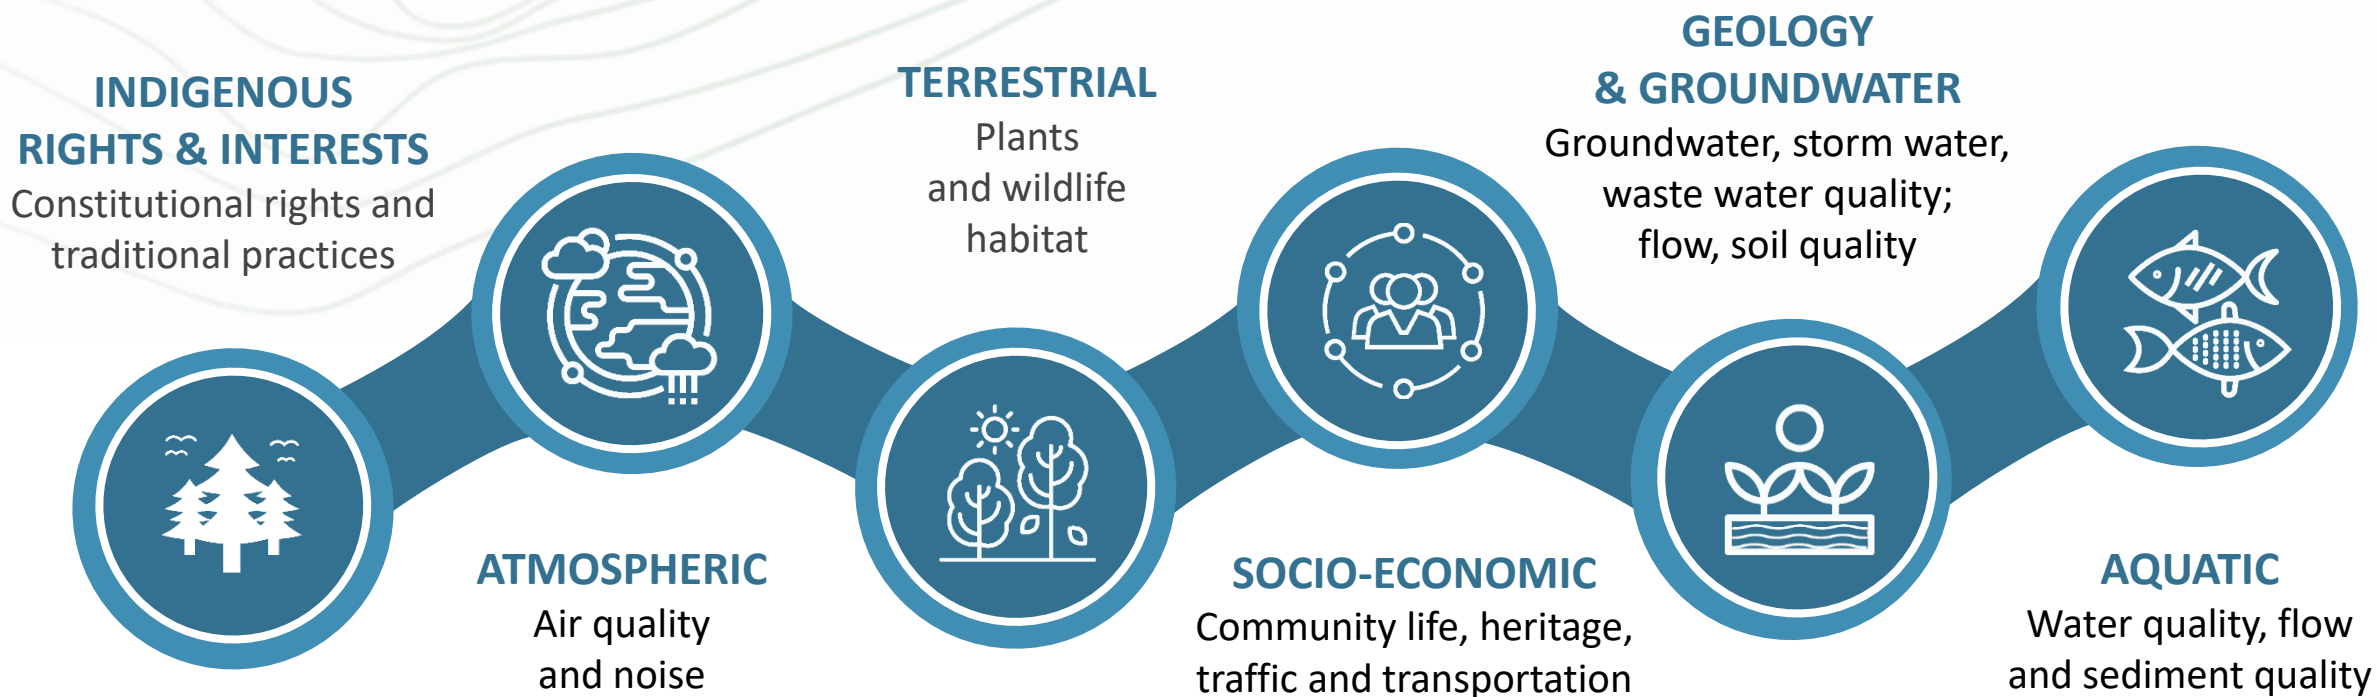 INDIGENOUS
RIGHTS & INTERESTS
Constitutional rights and
traditional practices
ATMOSPHERIC
Air quality
and noise
TERRESTRIAL
Plants
and wildlife
habitat
SOCIO-ECONOMIC
Community life, heritage,
traffic and transportation
GEOLOGY
& GROUNDWATER
Groundwater, storm water,
waste water quality;
flow, soil quality
AQUATIC
Water quality, flow
and sediment quality